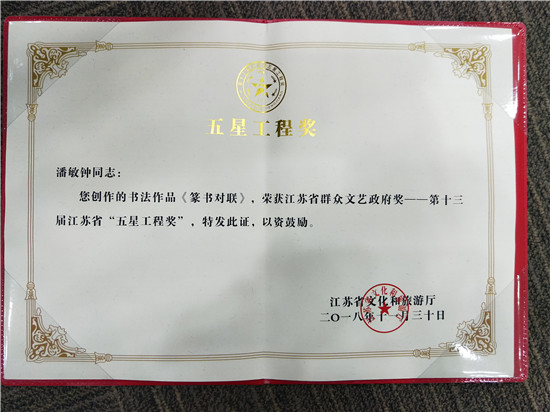 五星工程奖
潘敏钟同志：
您创作的书法作品《篆书对联》，荣获江苏省群众文艺政府奖——第十三
届江苏省“五星工程奖”，特发此证，以资鼓励。
江苏省文化和旅游厅
二〇一八年十一月三十日